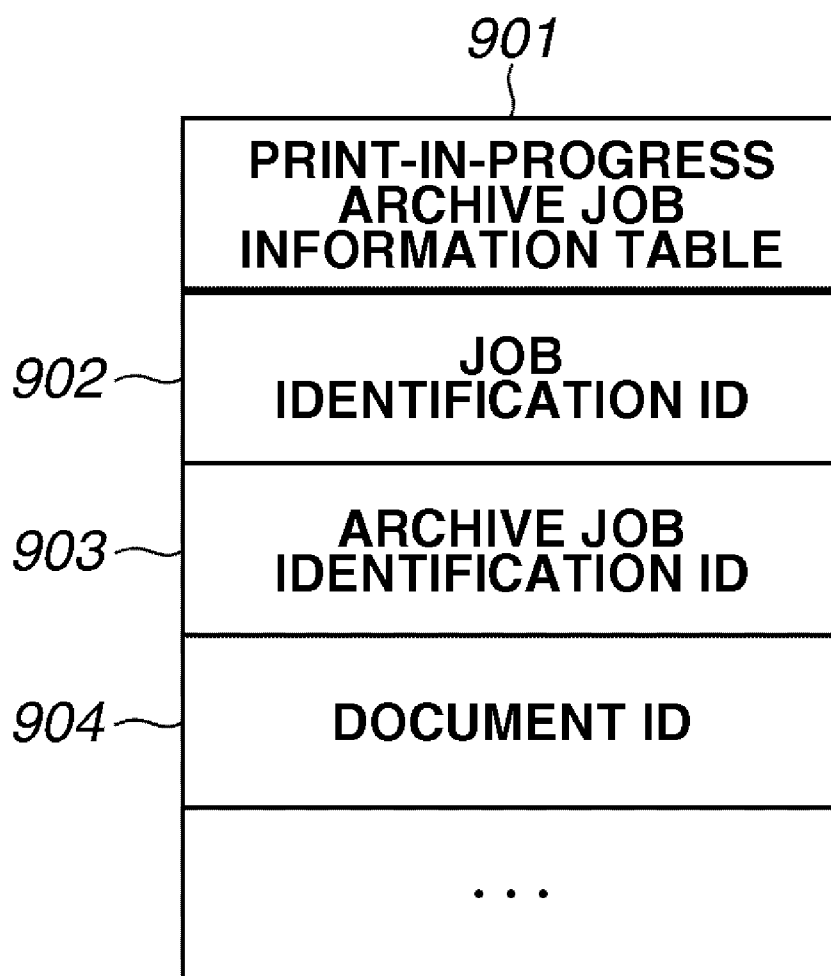 901
PRINT-IN-PROGRESS
ARCHIVE JOB
INFORMATION TABLE
902
JOB
IDENTIFICATION ID
903
ARCHIVE JOB
IDENTIFICATION ID
904
DOCUMENT ID
...